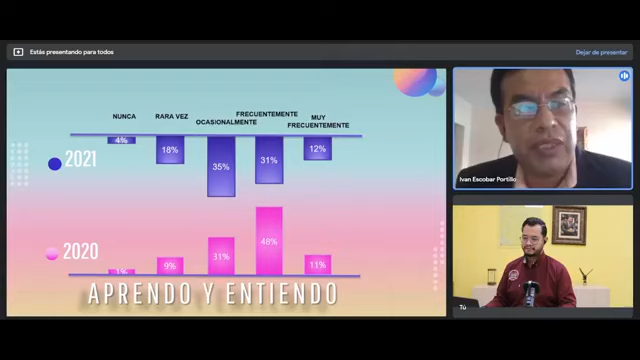 Estás presentando para todos
Dejar de presentar
NUNCA
RARA VEZ
OCASIONALMENTE
FRECUENTEMENTE
MUY
FRECUENTEMENTE
2021
4%
18%
35%
31%
12%
2020
1%
9%
31%
48%
11%
APRENDO Y ENTIENDO
Ivan Escobar Portillo
Tú